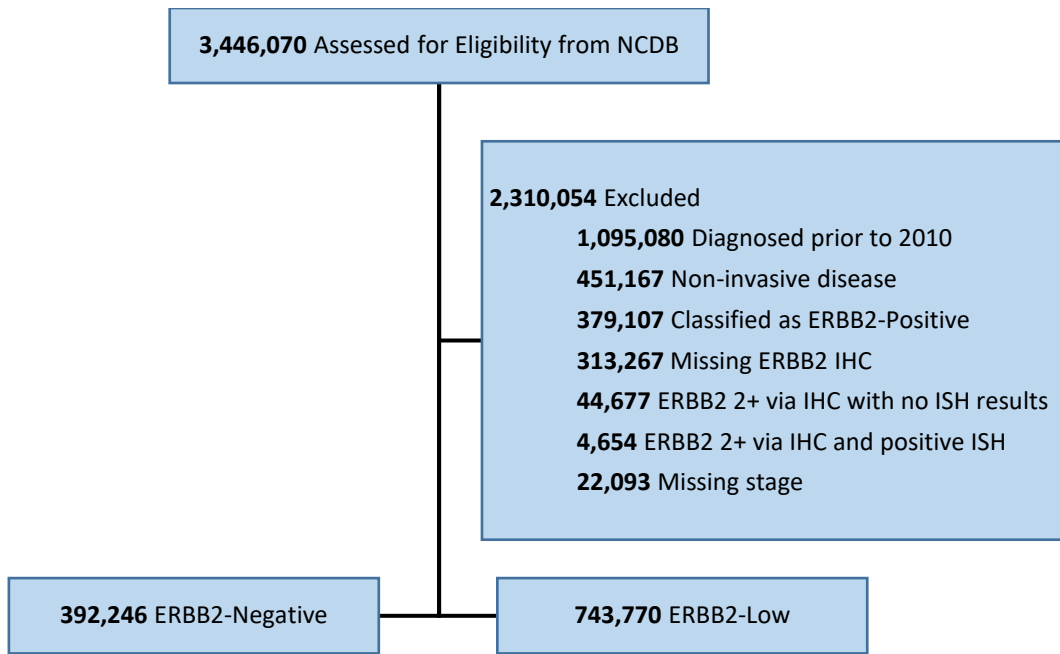 3,446,070 Assessed for Eligibility from NCDB
2,310,054 Excluded
1,095,080 Diagnosed prior to 2010
451,167 Non-invasive disease
379,107 Classified as ERBB2-Positive
313,267 Missing ERBB2 IHC
44,677 ERBB2 2+ via IHC with no ISH results
4,654 ERBB2 2+ via IHC and positive ISH
22,093 Missing stage
392,246 ERBB2-Negative
743,770 ERBB2-Low